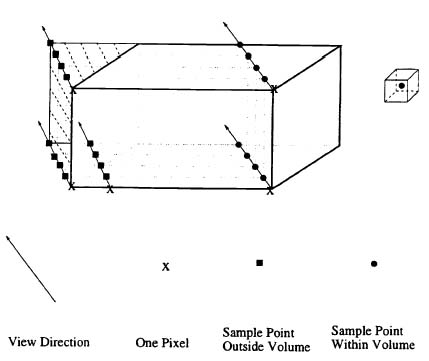 X
X
X
X
X
X
View Direction
One Pixel
Sample Point
Outside Volume
Sample Point
Within Volume